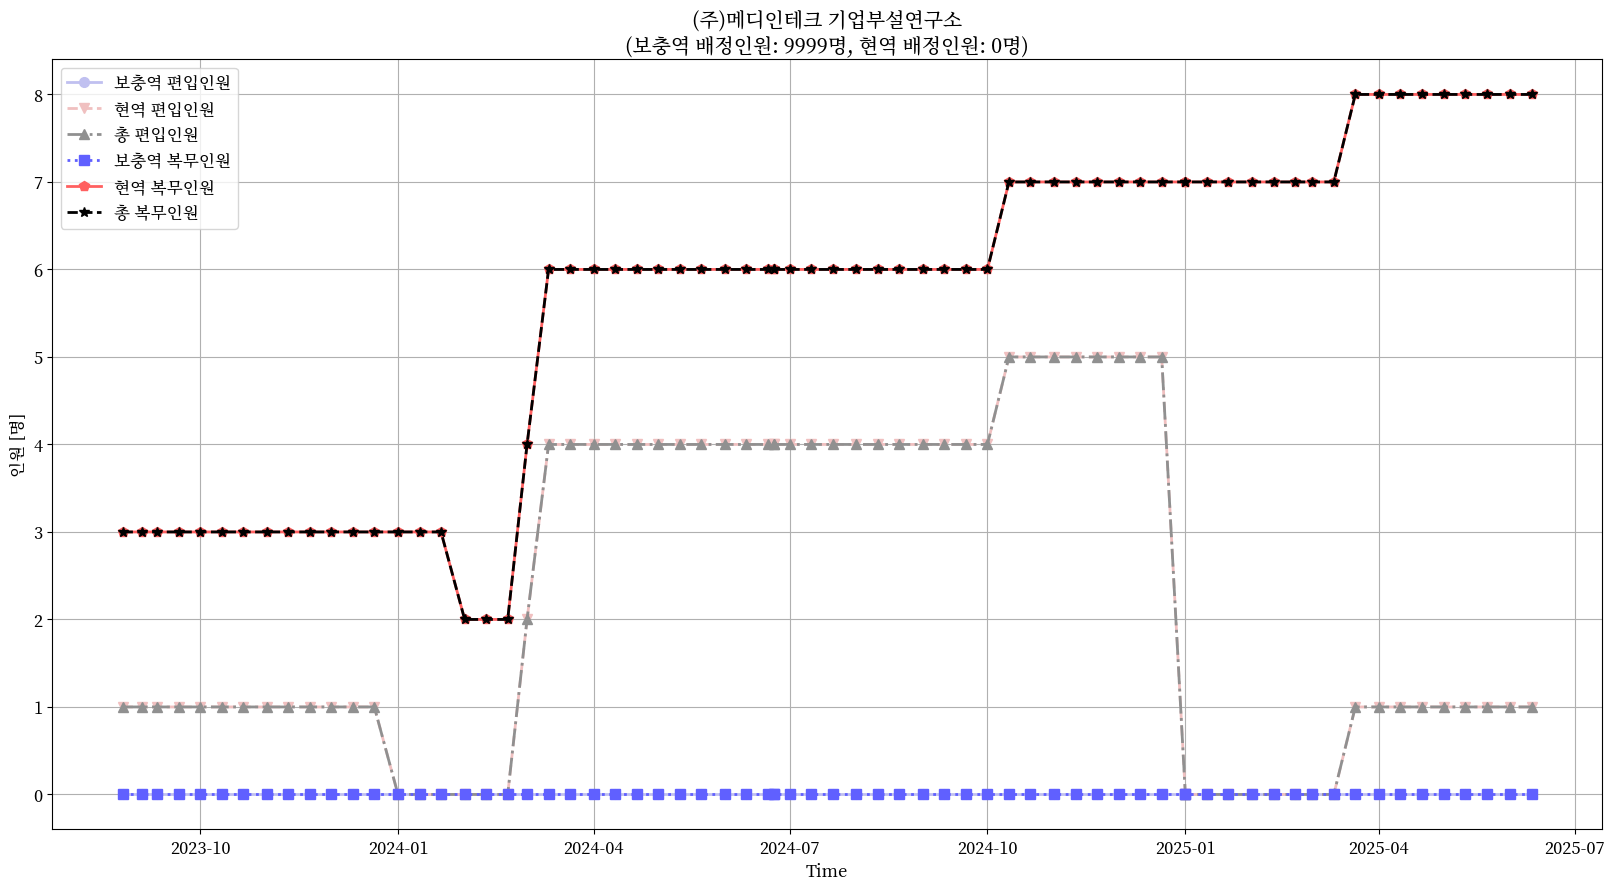 (주)메디인테크 기업부설연구소
(보충역 배정인원: 9999명, 현역 배정인원: 0명)
보충역 편입인원
현역 편입인원
총 편입인원
보충역 복무인원
현역 복무인원
총 복무인원
8
7
6
5
4
3
2
1
0
인원 [명]
2023-10 2024-01 2024-04 2024-07 2024-10 2025-01 2025-04 2025-07
Time